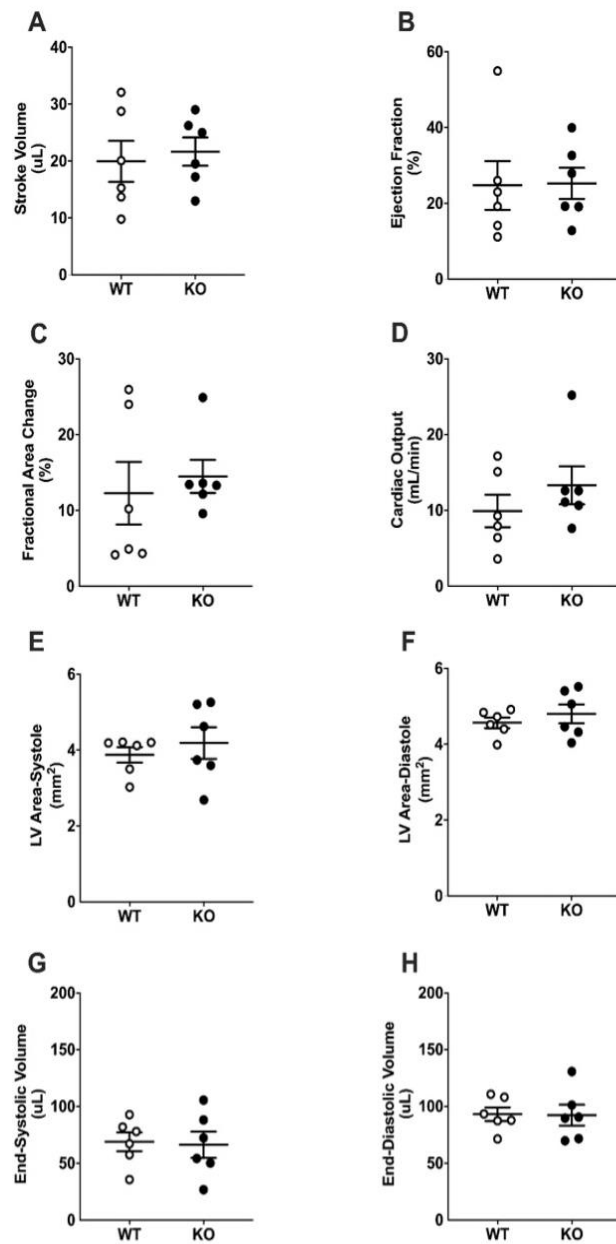 A
Stroke Volume
(uL)
40
30
20
10
0
WT
KO
B
Ejection Fraction
(%)
60
40
20
0
WT
KO
C
Fractional Area Change
(%)
30
20
10
0
WT
KO
D
Cardiac Output
(mL/min)
30
20
10
0
WT
KO
E
LV Area-Systole
(mm²)
6
4
2
0
WT
KO
F
LV Area-Diastole
(mm²)
6
4
2
0
WT
KO
G
End-Systolic Volume
(uL)
200
150
100
50
0
WT
KO
H
End-Diastolic Volume
(uL)
200
150
100
50
0
WT
KO